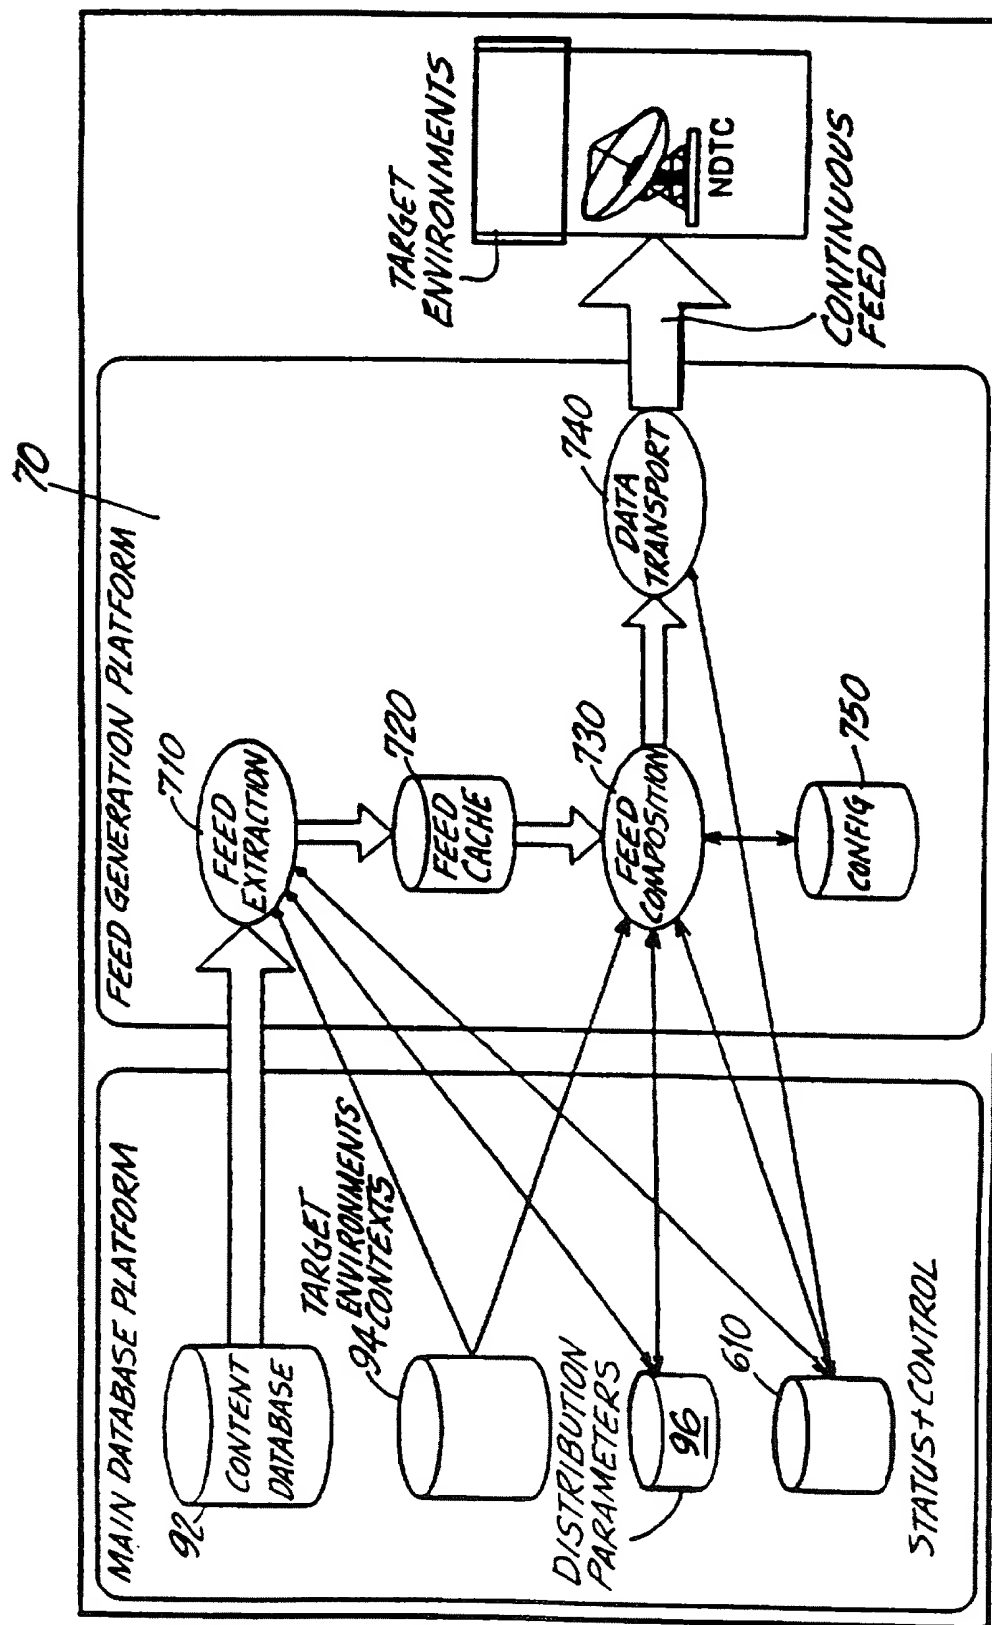 70
MAIN DATABASE PLATFORM
92
CONTENT
DATABASE
TARGET
ENVIRONMENTS
94 CONTEXTS
DISTRIBUTION
PARAMETERS
96
610
STATUS+CONTROL
FEED GENERATION PLATFORM
710
FEED
EXTRACTION
720
FEED
CACHE
730
FEED
COMPOSITION
740
DATA
TRANSPORT
750
CONFIG
TARGET
ENVIRONMENTS
NDTC
CONTINUOUS
FEED